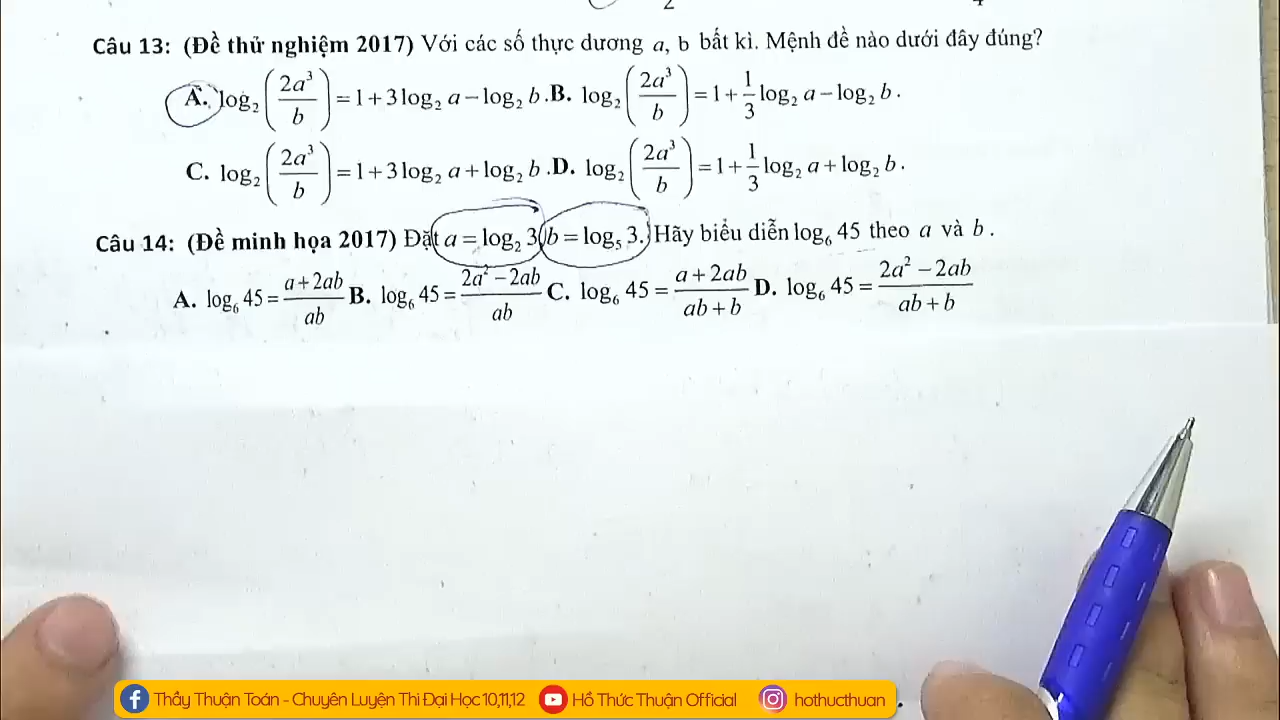 2
Câu 13: (Đề thử nghiệm 2017) Với các số thực dương a, b bất kì. Mệnh đề nào dưới đây đúng?
A. log₂(2a³/b) = 1 + 3log₂ a − log₂ b . B. log₂(2a³/b) = 1 + 1/3 log₂ a − log₂ b .
C. log₂(2a³/b) = 1 + 3log₂ a + log₂ b . D. log₂(2a³/b) = 1 + 1/3 log₂ a + log₂ b .
Câu 14: (Đề minh họa 2017) Đặt a = log₂ 3, b = log₅ 3. Hãy biểu diễn log₆ 45 theo a và b .
A. log₆ 45 = (a + 2ab)/(ab) B. log₆ 45 = (2a² − 2ab)/(ab) C. log₆ 45 = (a + 2ab)/(ab + b) D. log₆ 45 = (2a² − 2ab)/(ab + b)
Thầy Thuận Toán - Chuyên Luyện Thi Đại Học 10,11,12 Hồ Thức Thuận Official hothucthuan